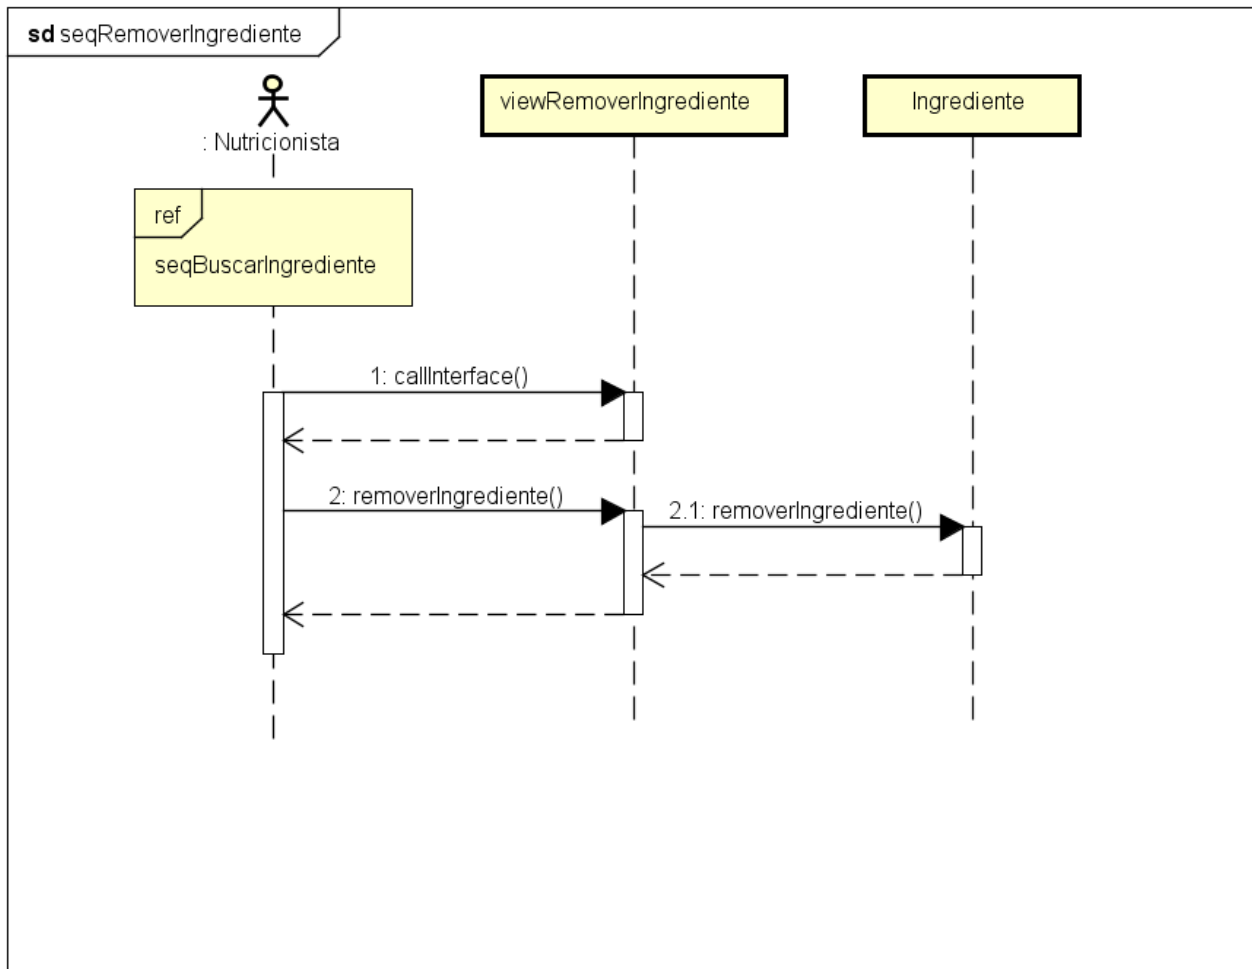 sd seqRemoverIngrediente
: Nutricionista
viewRemoverIngrediente
Ingrediente
ref
seqBuscarIngrediente
1: callInterface()
2: removerIngrediente()
2.1: removerIngrediente()